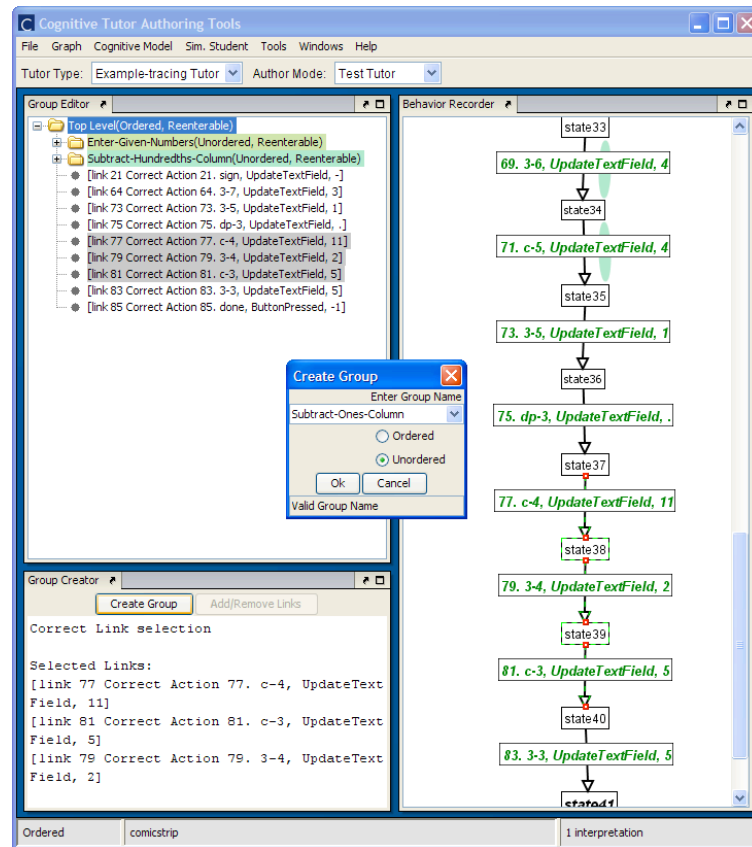 Cognitive Tutor Authoring Tools
File Graph Cognitive Model Sim. Student Tools Windows Help
Tutor Type: Example-tracing Tutor Author Mode: Test Tutor
Group Editor
Top Level(Ordered, Reenterable)
Enter-Given-Numbers(Unordered, Reenterable)
Subtract-Hundredths-Column(Unordered, Reenterable)
[link 21 Correct Action 21. sign, UpdateTextField, -]
[link 64 Correct Action 64. 3-7, UpdateTextField, 3]
[link 73 Correct Action 73. 3-5, UpdateTextField, 1]
[link 75 Correct Action 75. dp-3, UpdateTextField, .]
[link 77 Correct Action 77. c-4, UpdateTextField, 11]
[link 79 Correct Action 79. 3-4, UpdateTextField, 2]
[link 81 Correct Action 81. c-3, UpdateTextField, 5]
[link 83 Correct Action 83. 3-3, UpdateTextField, 5]
[link 85 Correct Action 85. done, ButtonPressed, -1]
Behavior Recorder
state33
69. 3-6, UpdateTextField, 4
state34
71. c-5, UpdateTextField, 4
state35
73. 3-5, UpdateTextField, 1
state36
75. dp-3, UpdateTextField, .
state37
77. c-4, UpdateTextField, 11
state38
79. 3-4, UpdateTextField, 2
state39
81. c-3, UpdateTextField, 5
state40
83. 3-3, UpdateTextField, 5
state41
Create Group
Enter Group Name
Subtract-Ones-Column
Ordered
Unordered
Ok Cancel
Valid Group Name
Group Creator
Create Group Add/Remove Links
Correct Link selection
Selected Links:
[link 77 Correct Action 77. c-4, UpdateText
Field, 11]
[link 81 Correct Action 81. c-3, UpdateText
Field, 5]
[link 79 Correct Action 79. 3-4, UpdateText
Field, 2]
Ordered comicstrip 1 interpretation